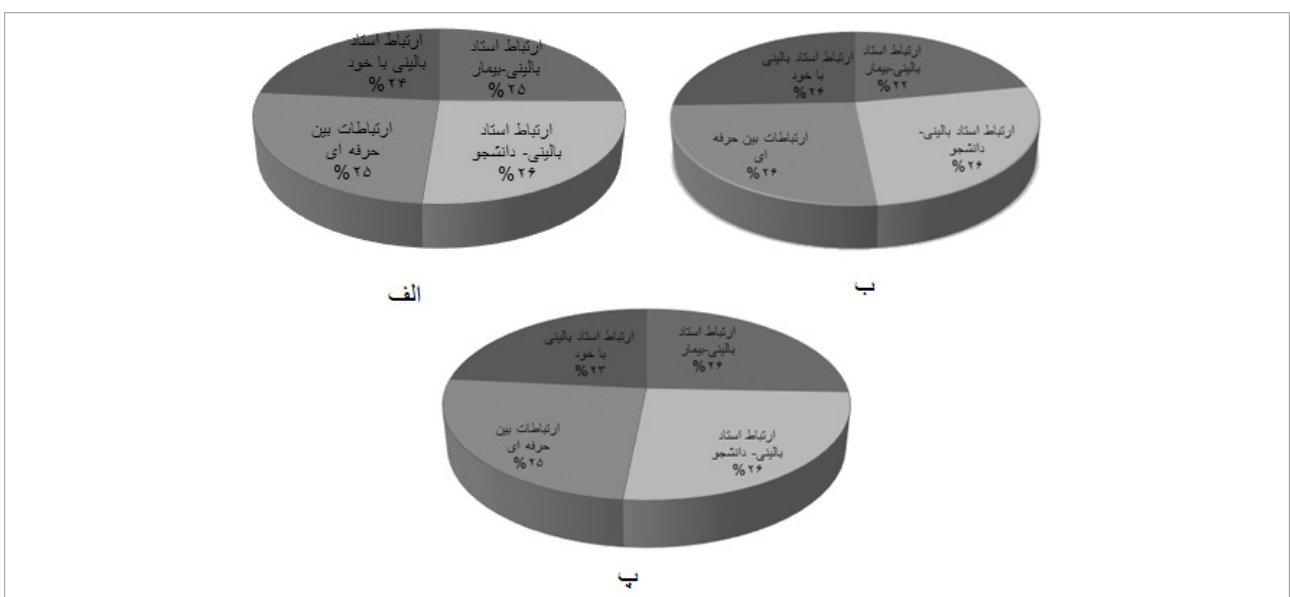 ارتباط استاد
بالینی-بیمار
%۲۵
ارتباط استاد
بالینی- دانشجو
%۲۶
ارتباطات بین
حرفه ای
%۲۵
ارتباط استاد
بالینی با خود
%۲۴
الف
ارتباط استاد
بالینی-بیمار
%۲۲
ارتباط استاد بالینی-
دانشجو
%۲۶
ارتباطات بین حرفه
ای
%۲۶
ارتباط استاد بالینی
با خود
%۲۶
ب
ارتباط استاد
بالینی-بیمار
%۲۶
ارتباط استاد
بالینی- دانشجو
%۲۶
ارتباطات بین
حرفه ای
%۲۵
ارتباط استاد بالینی
با خود
%۲۳
پ